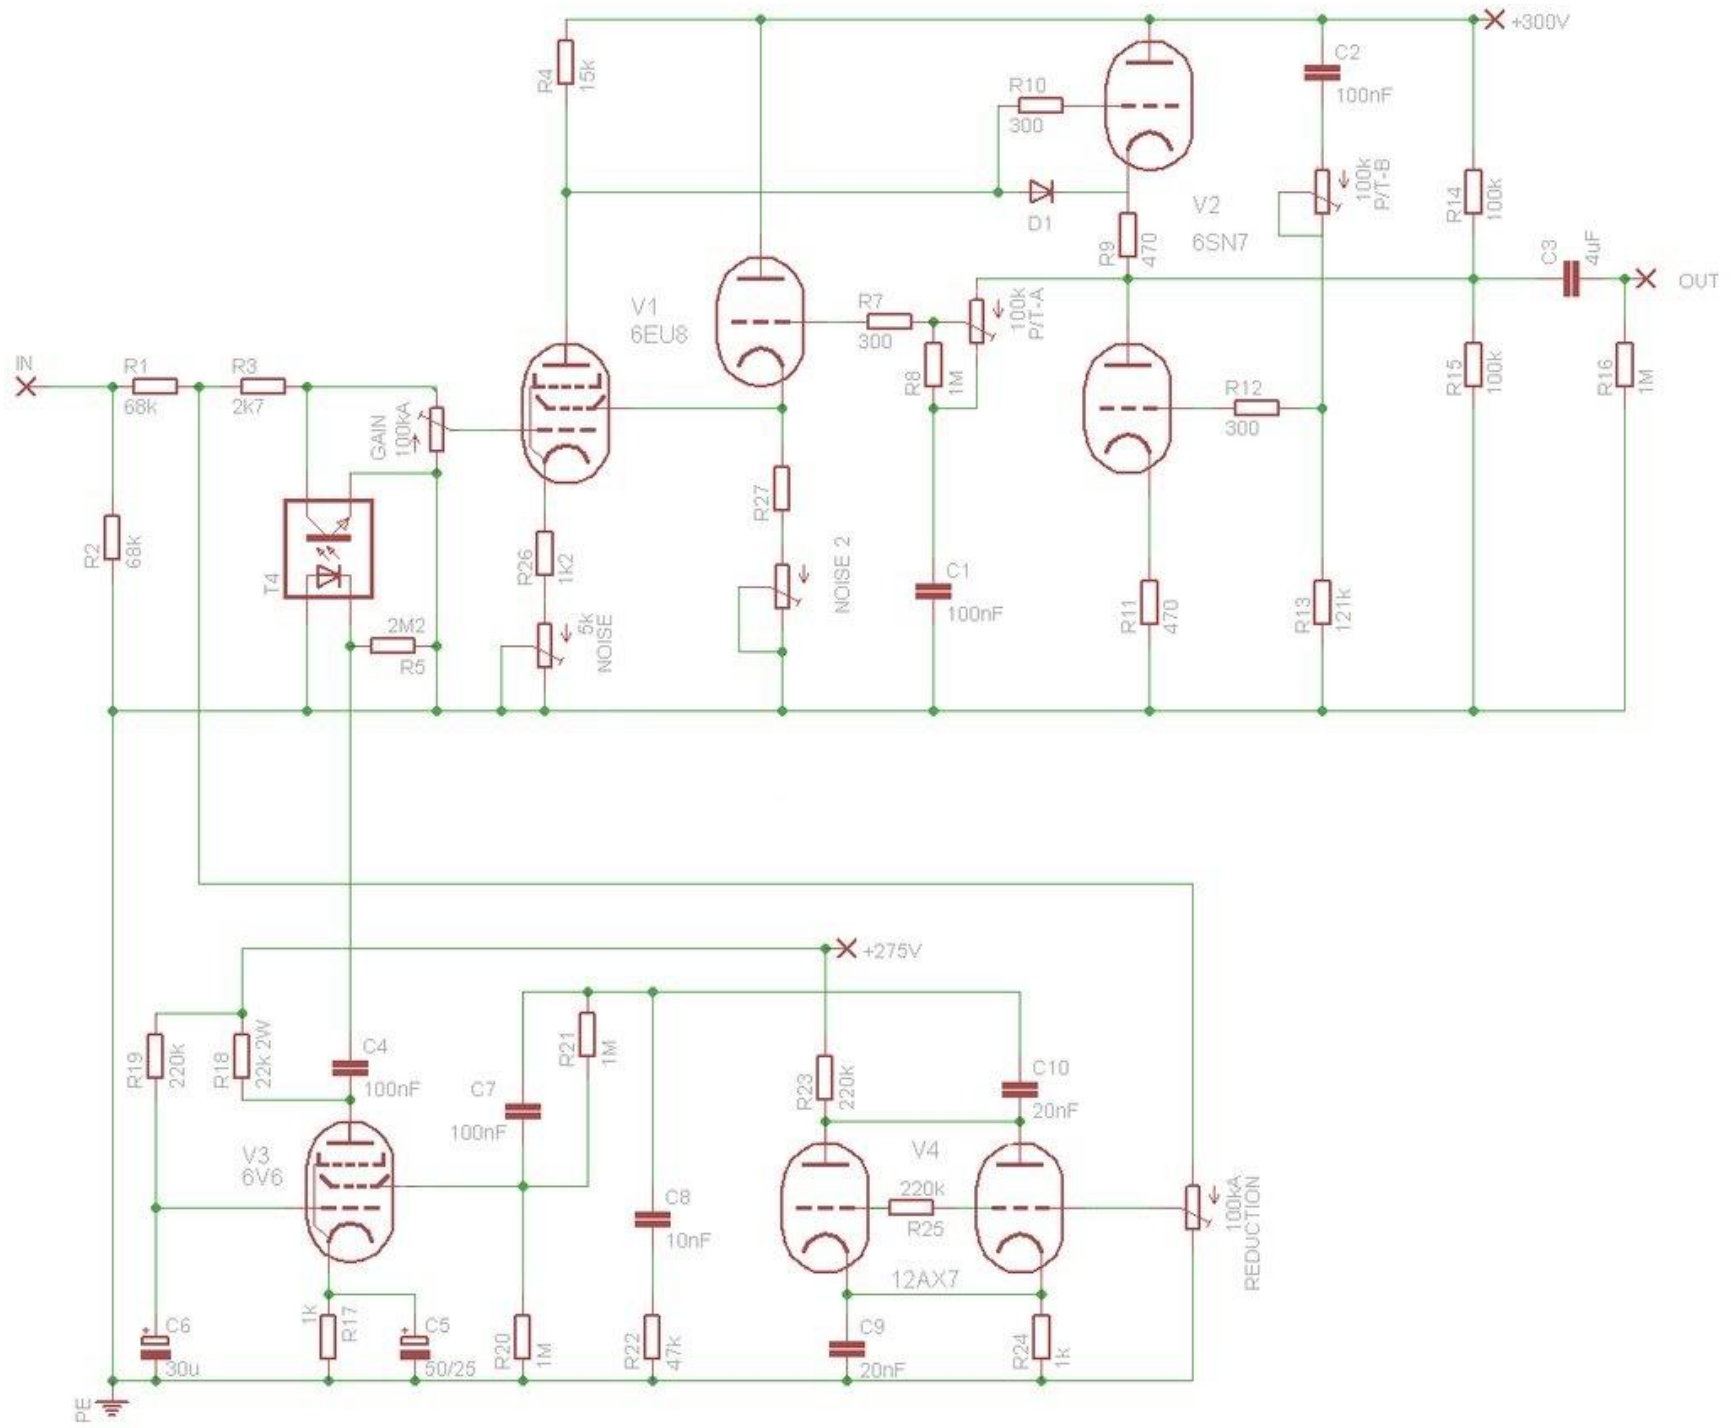 +300V
R4
15k
R10
300
C2
100nF
100k
P/T-B
R14
100k
D1
V2
6SN7
R9
470
C3
4uF
OUT
V1
6EU8
R7
300
100k
P/T-A
R8
1M
R15
100k
R16
1M
IN
R1
68k
R3
2k7
GAIN
100kA
R12
300
R2
68k
T4
R27
R26
1k2
NOISE 2
5k
NOISE
C1
100nF
R11
470
R13
121k
2M2
R5
+275V
R19
220k
R18
22k 2W
C4
100nF
R21
1M
C7
100nF
R23
220k
C10
20nF
V3
6V6
V4
220k
R25
12AX7
C8
10nF
100kA
REDUCTION
C6
30u
1k
R17
C5
50/25
R20
1M
R22
47k
C9
20nF
R24
1k
PE